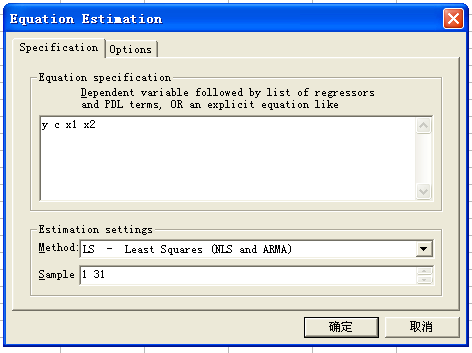 Equation Estimation
Specification Options
Equation specification
Dependent variable followed by list of regressors
and PDL terms, OR an explicit equation like
y c x1 x2
Estimation settings
Method: LS - Least Squares (NLS and ARMA)
Sample 1 31
确定 取消